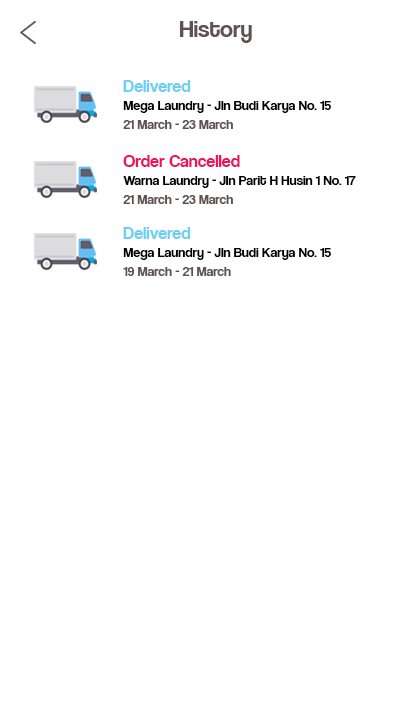 History
Delivered
Mega Laundry - Jln Budi Karya No. 15
21 March - 23 March
Order Cancelled
Warna Laundry - Jln Parit H Husin 1 No. 17
21 March - 23 March
Delivered
Mega Laundry - Jln Budi Karya No. 15
19 March - 21 March